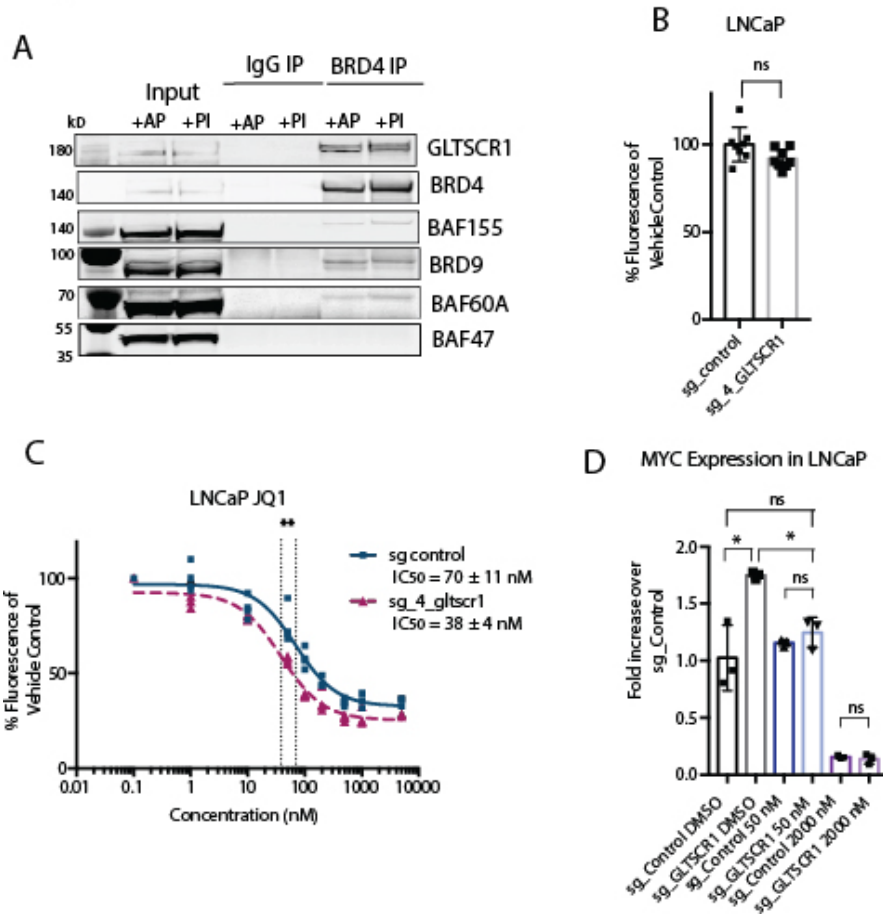 A
IgG IP
BRD4 IP
Input
kD
+AP
+PI
+AP
+PI
+AP
+PI
180
GLTSCR1
140
BRD4
140
BAF155
100
BRD9
70
BAF60A
55
BAF47
35
B
LNCaP
ns
% Fluorescence of
Vehicle Control
100
50
0
sg_control
sg_4_GLTSCR1
C
LNCaP JQ1
% Fluorescence of
Vehicle Control
100
50
0
0.01
0.1
1
10
100
1000
10000
Concentration (nM)
sg control
IC50 = 70 ± 11 nM
sg_4_gltscr1
IC50 = 38 ± 4 nM
D
MYC Expression in LNCaP
ns
*
*
ns
ns
Fold increase over
sg_Control
2.0
1.5
1.0
0.5
0.0
sg_Control DMSO
sg_GLTSCR1 DMSO
sg_Control 50 nM
sg_GLTSCR1 50 nM
sg_Control 2000 nM
sg_GLTSCR1 2000 nM